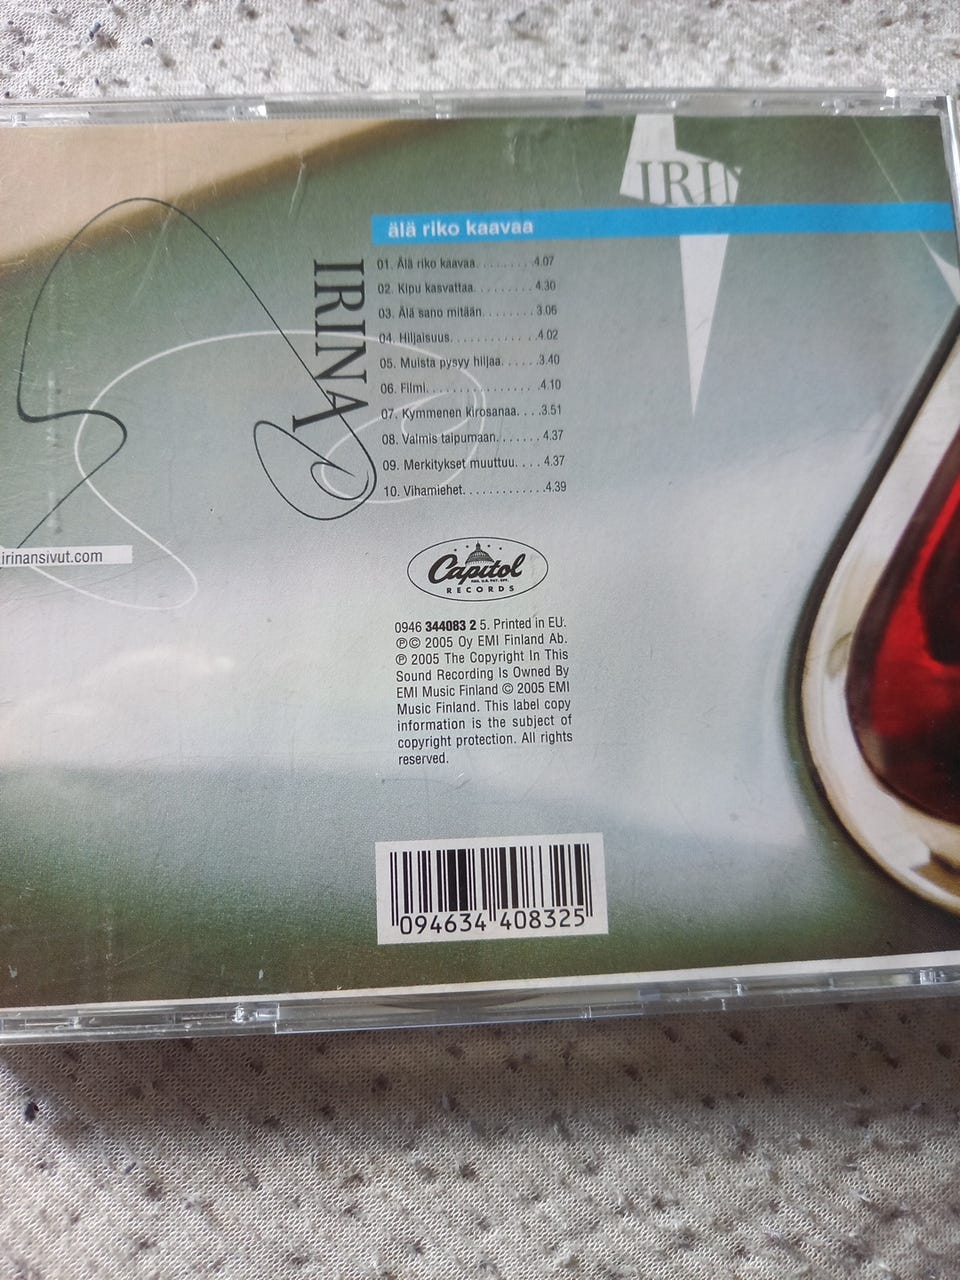 IRIN
älä riko kaavaa
IRINA
01. Älä riko kaavaa. . . . . . . . .4.07
02. Kipu kasvattaa. . . . . . . . . 4.30
03. Älä sano mitään. . . . . . . . 3.06
04. Hiljaisuus. . . . . . . . . . . . .4.02
05. Muista pysyy hiljaa. . . . . .3.40
06. Filmi. . . . . . . . . . . . . . . .4.10
07. Kymmenen kirosanaa. . . .3.51
08. Valmis taipumaan. . . . . . . 4.37
09. Merkitykset muuttuu. . . . 4.37
10. Vihamiehet. . . . . . . . . . . .4.39
irinansivut.com
Capitol
RECORDS
0946 344083 2 5. Printed in EU.
℗© 2005 Oy EMI Finland Ab.
℗ 2005 The Copyright In This
Sound Recording Is Owned By
EMI Music Finland © 2005 EMI
Music Finland. This label copy
information is the subject of
copyright protection. All rights
reserved.
094634 408325